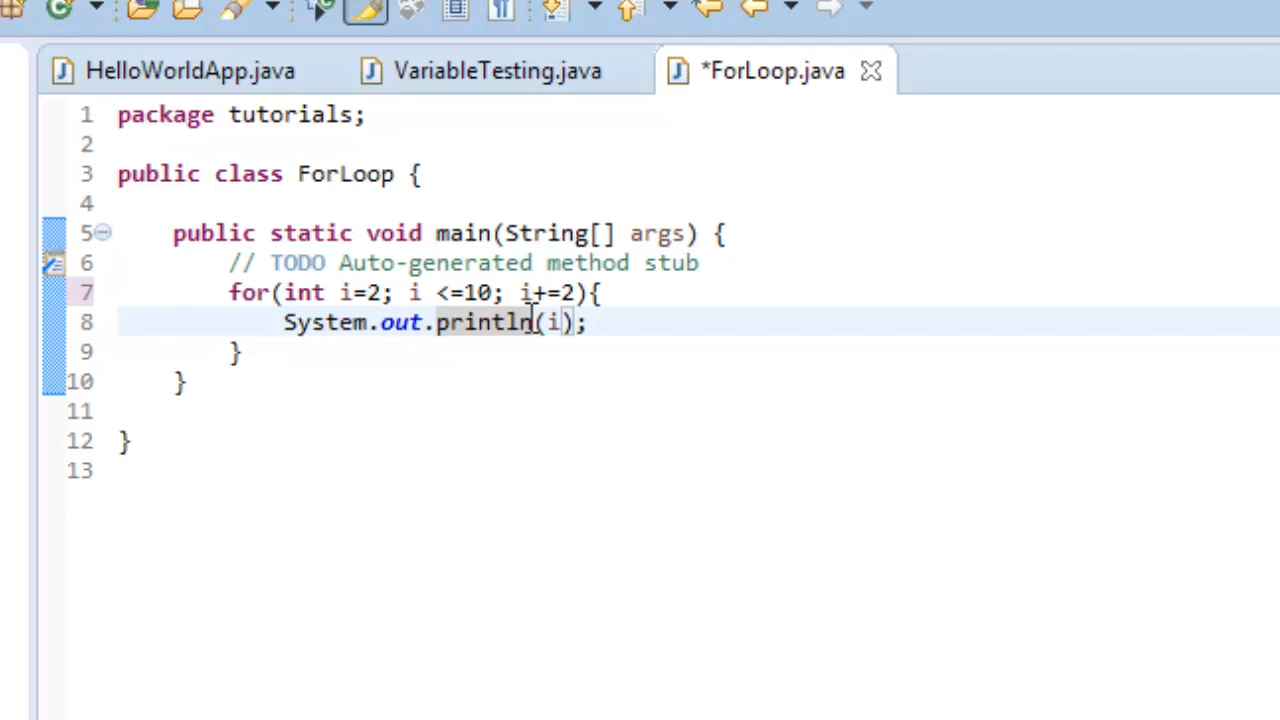 HelloWorldApp.java VariableTesting.java *ForLoop.java
1 package tutorials;
2
3 public class ForLoop {
4
5 public static void main(String[] args) {
6 // TODO Auto-generated method stub
7 for(int i=2; i <=10; i+=2){
8 System.out.println(i);
9 }
10 }
11
12 }
13